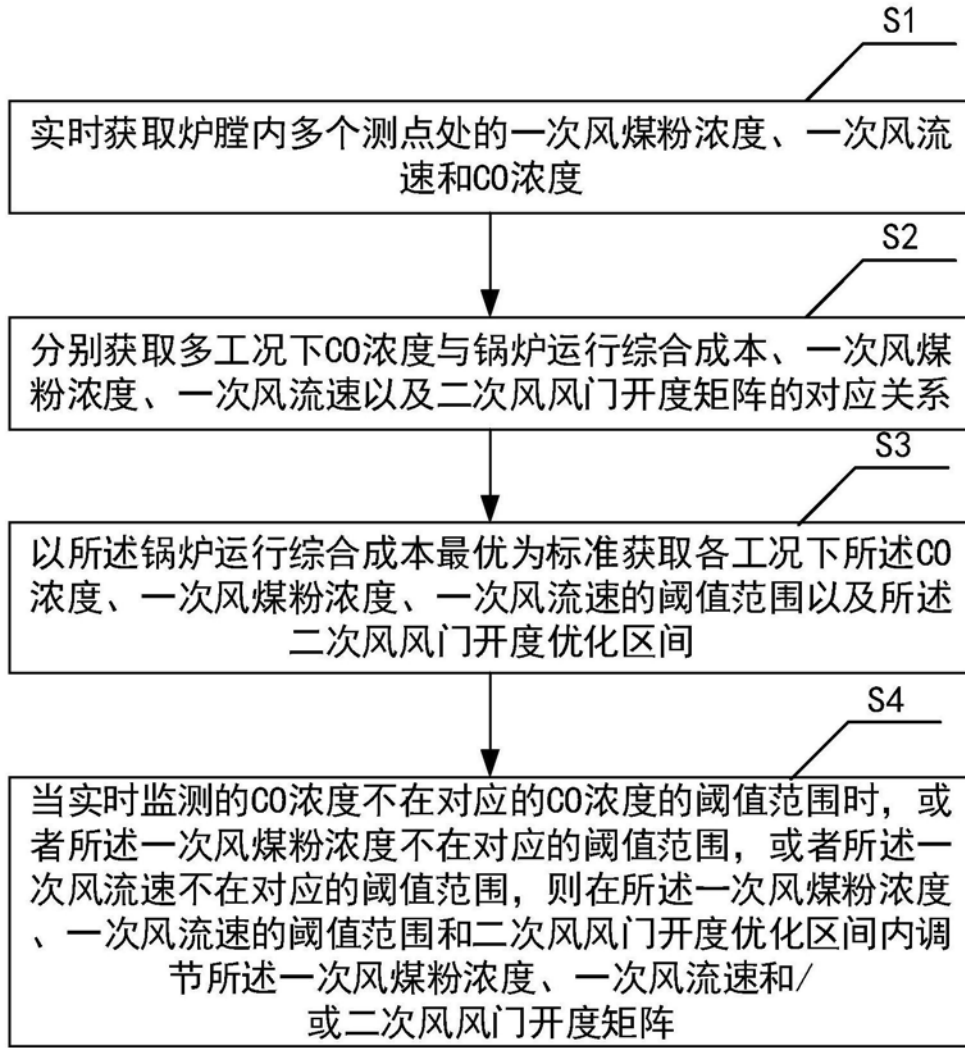 S1
实时获取炉膛内多个测点处的一次风煤粉浓度、一次风流
速和CO浓度
S2
分别获取多工况下CO浓度与锅炉运行综合成本、一次风煤
粉浓度、一次风流速以及二次风风门开度矩阵的对应关系
S3
以所述锅炉运行综合成本最优为标准获取各工况下所述CO
浓度、一次风煤粉浓度、一次风流速的阈值范围以及所述
二次风风门开度优化区间
S4
当实时监测的CO浓度不在对应的CO浓度的阈值范围时，或
者所述一次风煤粉浓度不在对应的阈值范围，或者所述一
次风流速不在对应的阈值范围，则在所述一次风煤粉浓度
、一次风流速的阈值范围和二次风风门开度优化区间内调
节所述一次风煤粉浓度、一次风流速和/
或二次风风门开度矩阵